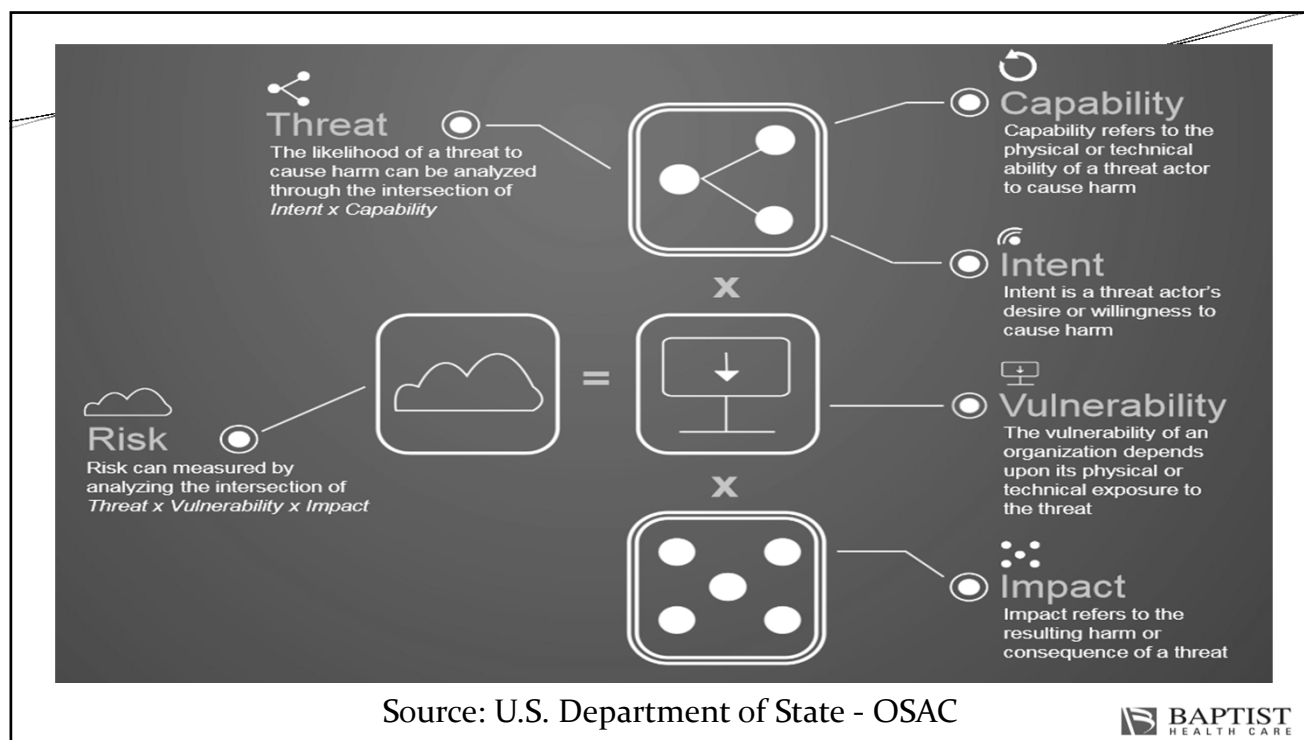 Threat
The likelihood of a threat to
cause harm can be analyzed
through the intersection of
Intent x Capability
Capability
Capability refers to the
physical or technical
ability of a threat actor
to cause harm
Intent
Intent is a threat actor's
desire or willingness to
cause harm
x
=
Risk
Risk can measured by
analyzing the intersection of
Threat x Vulnerability x Impact
Vulnerability
The vulnerability of an
organization depends
upon its physical or
technical exposure to
the threat
x
Impact
Impact refers to the
resulting harm or
consequence of a threat
Source: U.S. Department of State - OSAC
BAPTIST
HEALTH CARE